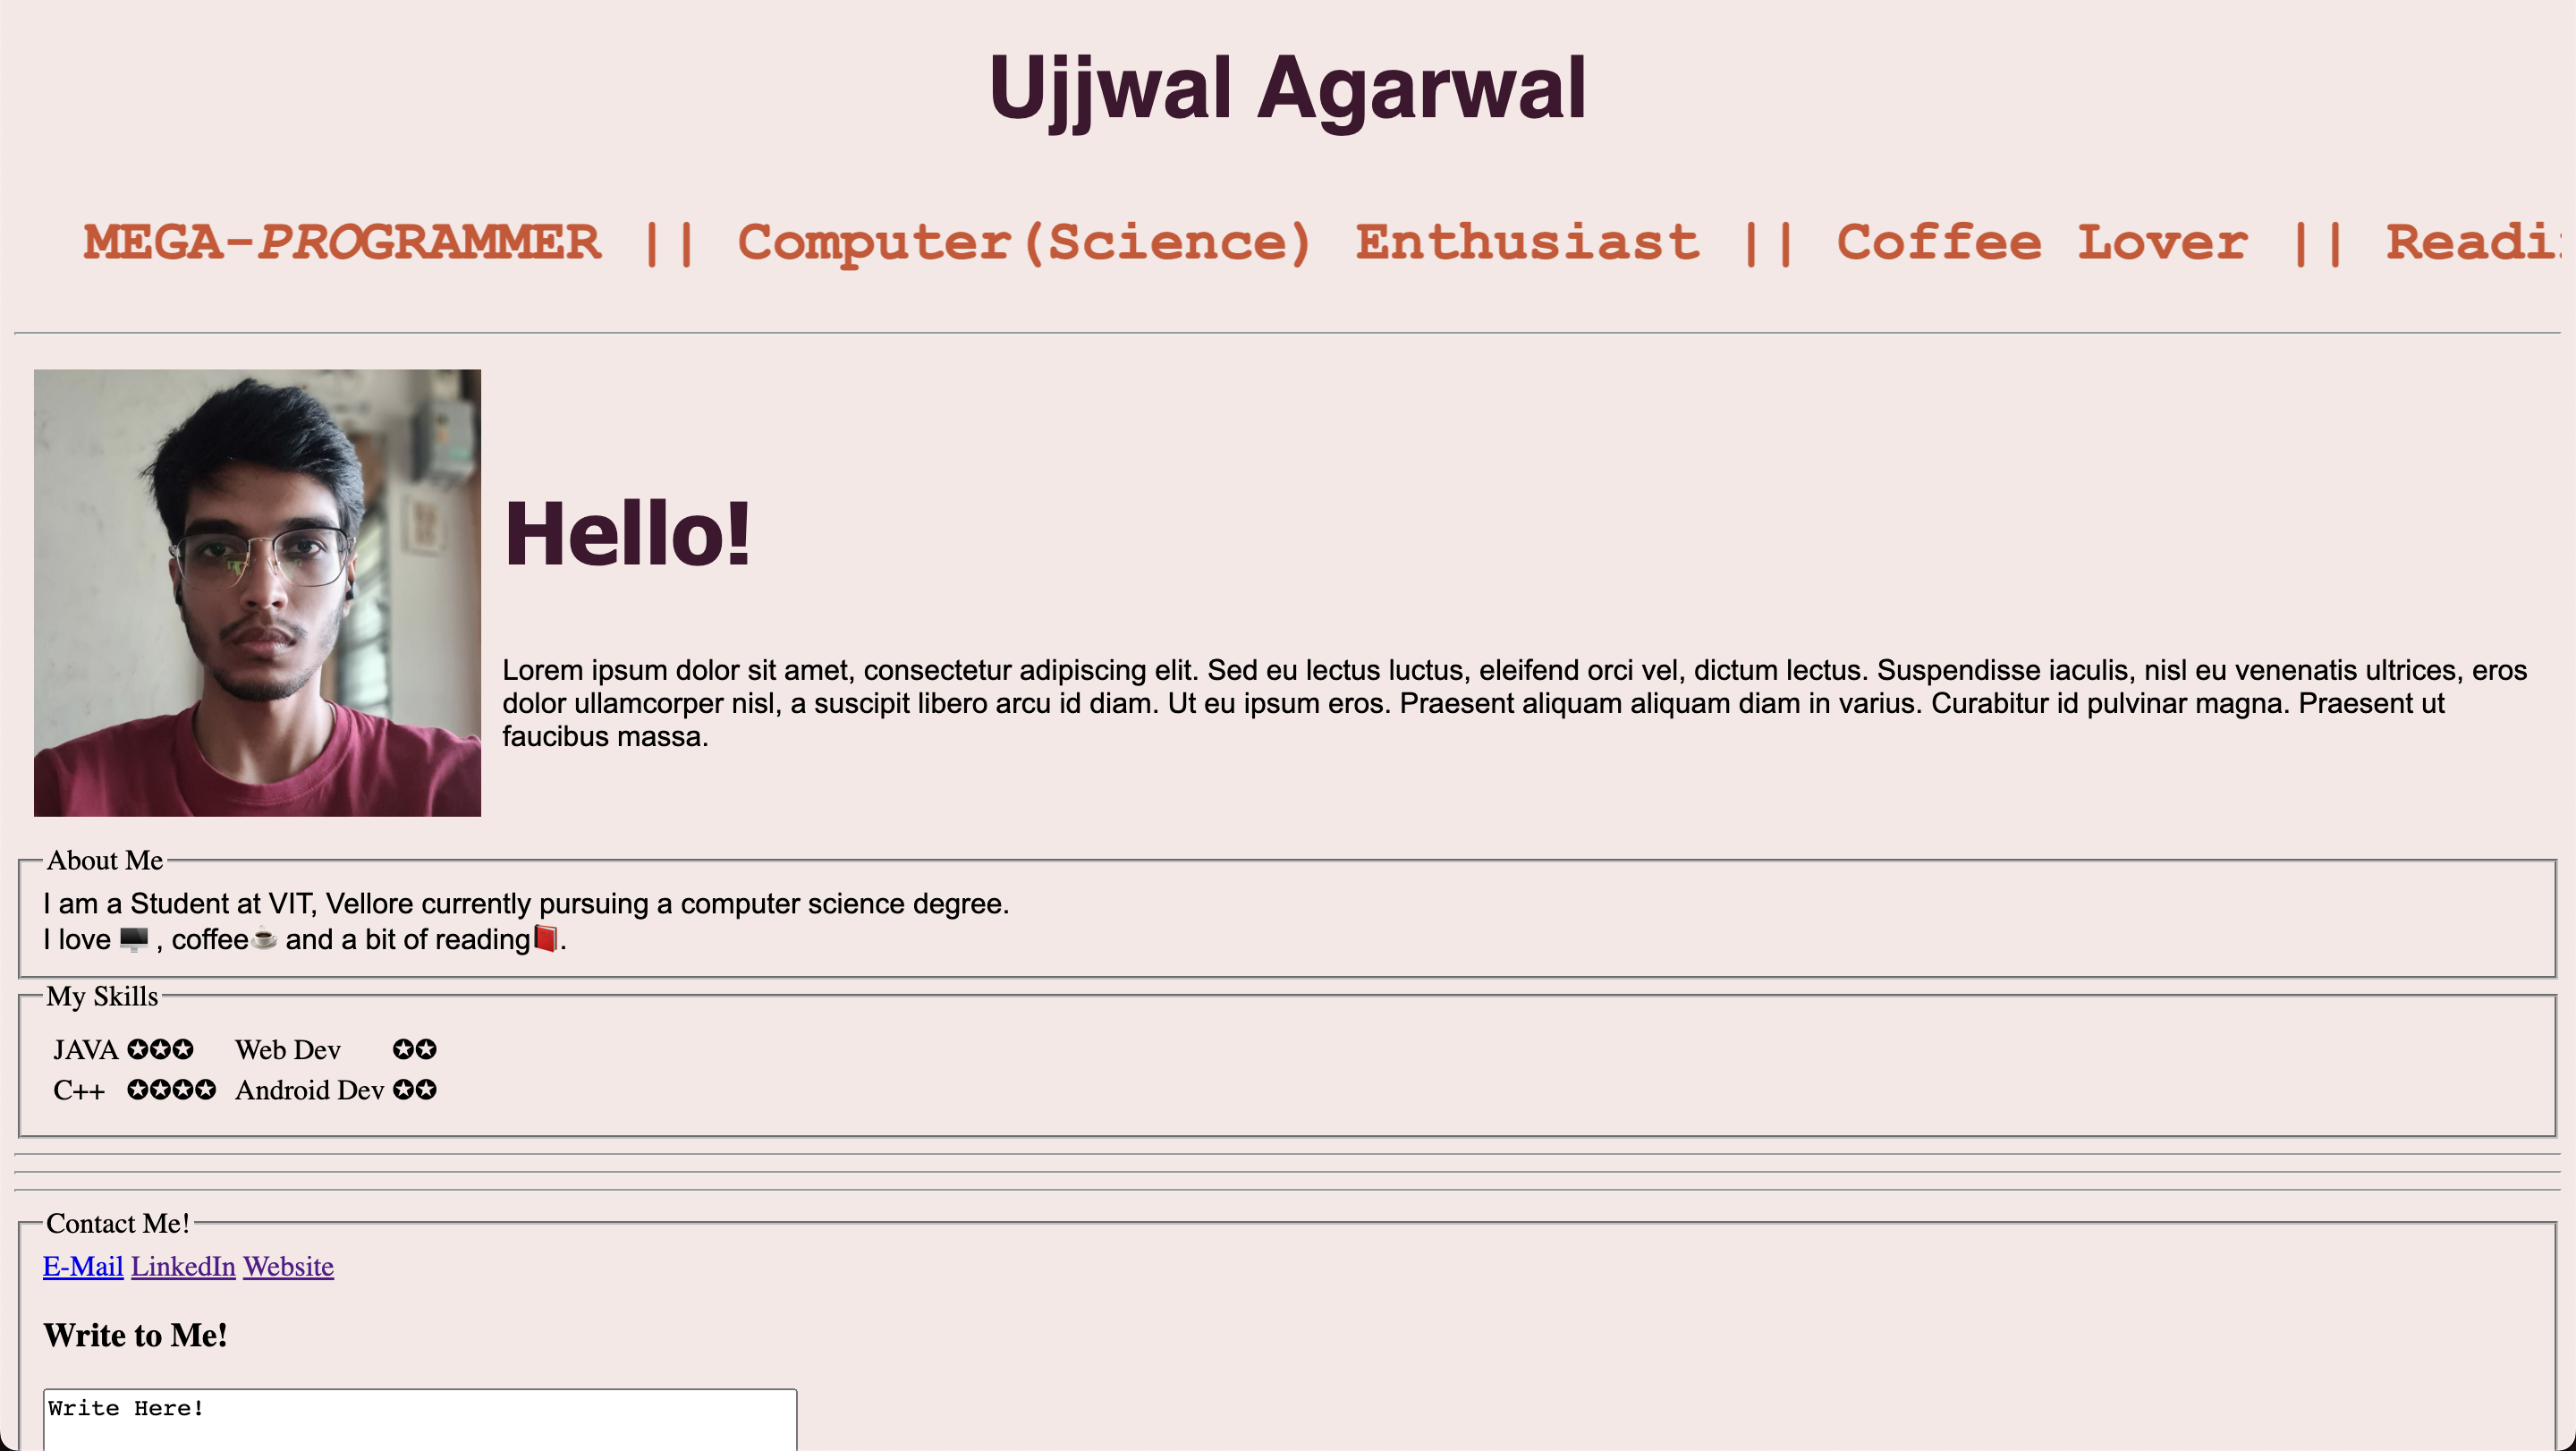 Ujjwal Agarwal
MEGA-PROGRAMMER || Computer(Science) Enthusiast || Coffee Lover ||
Hello!
Lorem ipsum dolor sit amet, consectetur adipiscing elit. Sed eu lectus luctus, eleifend orci vel, dictum lectus. Suspendisse iaculis, nisl eu venenatis ultrices, eros
dolor ullamcorper nisl, a suscipit libero arcu id diam. Ut eu ipsum eros. Praesent aliquam aliquam diam in varius. Curabitur id pulvinar magna. Praesent ut
faucibus massa.
About Me
I am a Student at VIT, Vellore currently pursuing a computer science degree.
I love 🖥️ , coffee☕ and a bit of reading📕.
My Skills
JAVA ✪✪✪ Web Dev ✪✪
C++ ✪✪✪✪ Android Dev ✪✪
Contact Me!
E-Mail LinkedIn Website
Write to Me!
Write Here!